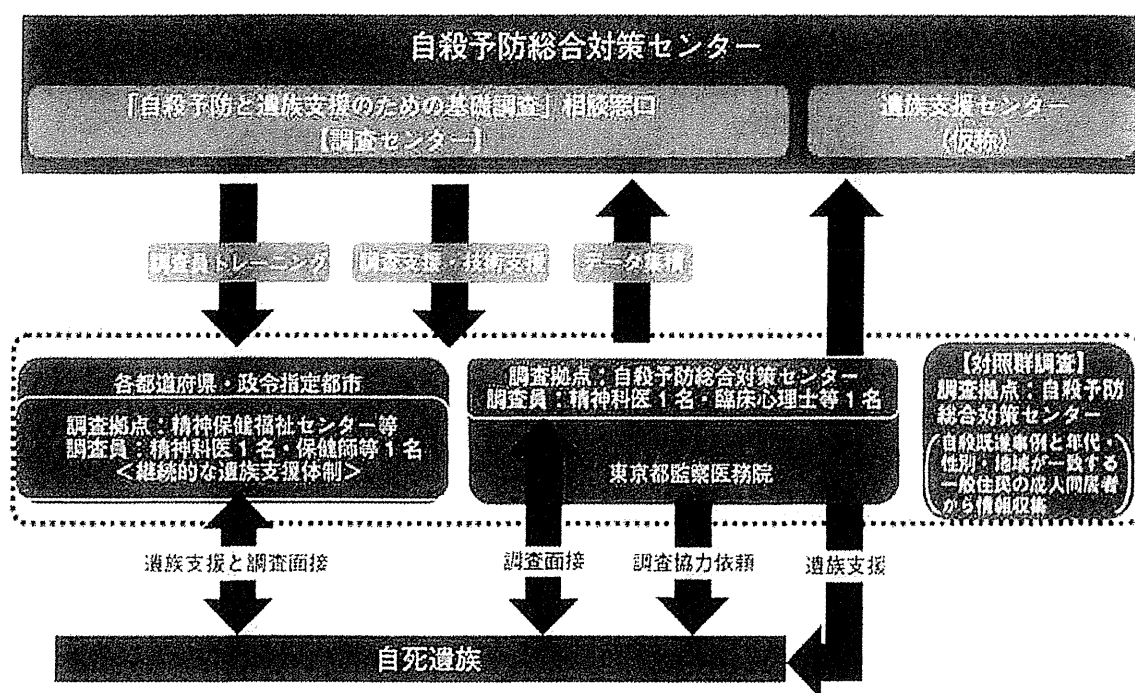 自殺予防総合対策センター
「自殺予防と遺族支援のための基礎調査」相談窓口
【調査センター】
遺族支援センター
(仮称)
調査員トレーニング
調査支援・技術支援
データ集積
各都道府県・政令指定都市
調査拠点:精神保健福祉センター等
調査員:精神科医1名・保健師等1名
<継続的な遺族支援体制>
調査拠点:自殺予防総合対策センター
調査員:精神科医1名・臨床心理士等1名
東京都監察医務院
【対照群調査】
調査拠点:自殺予防
総合対策センター
(自殺既遂事例と年代・
性別・地域が一致する
一般住民の成人同居者
から情報収集)
遺族支援と調査面接
調査面接
調査協力依頼
遺族支援
自死遺族